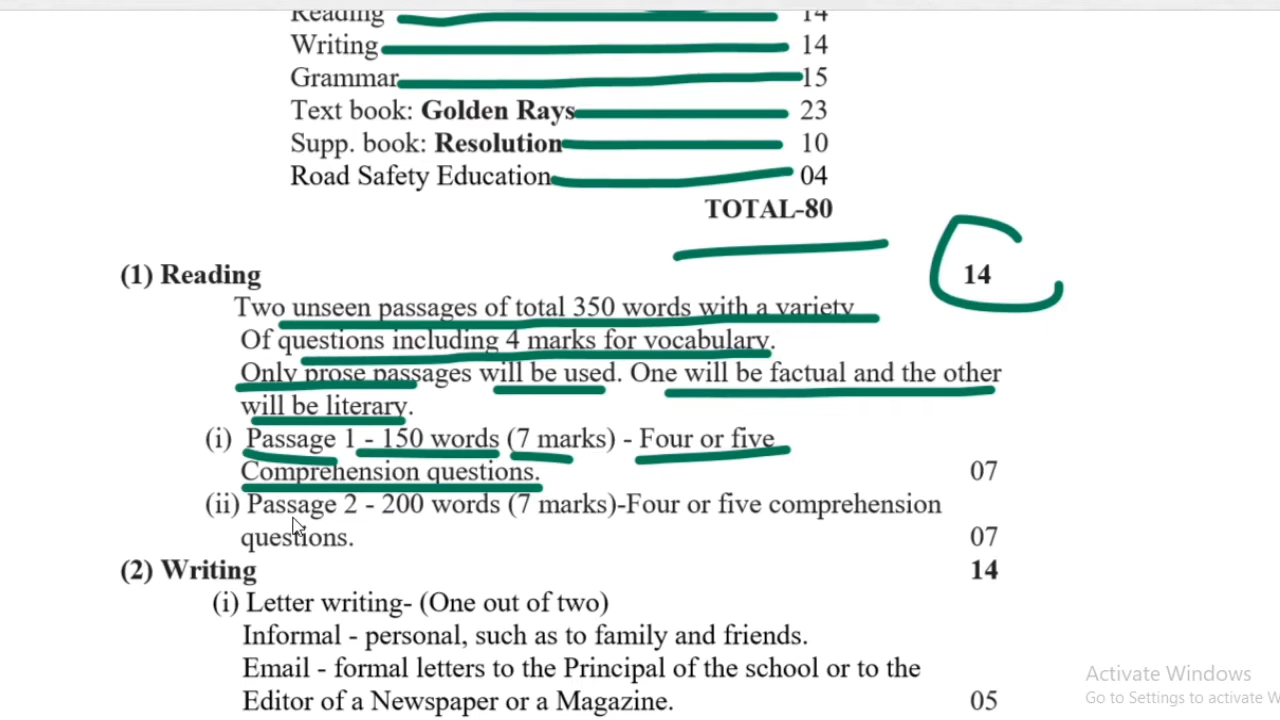 Reading 14
Writing 14
Grammar 15
Text book: Golden Rays 23
Supp. book: Resolution 10
Road Safety Education 04
TOTAL-80
(1) Reading 14
Two unseen passages of total 350 words with a variety
Of questions including 4 marks for vocabulary.
Only prose passages will be used. One will be factual and the other
will be literary.
(i) Passage 1 - 150 words (7 marks) - Four or five
Comprehension questions. 07
(ii) Passage 2 - 200 words (7 marks)-Four or five comprehension
questions. 07
(2) Writing 14
(i) Letter writing- (One out of two)
Informal - personal, such as to family and friends.
Email - formal letters to the Principal of the school or to the
Editor of a Newspaper or a Magazine. 05
Activate Windows
Go to Settings to activate W